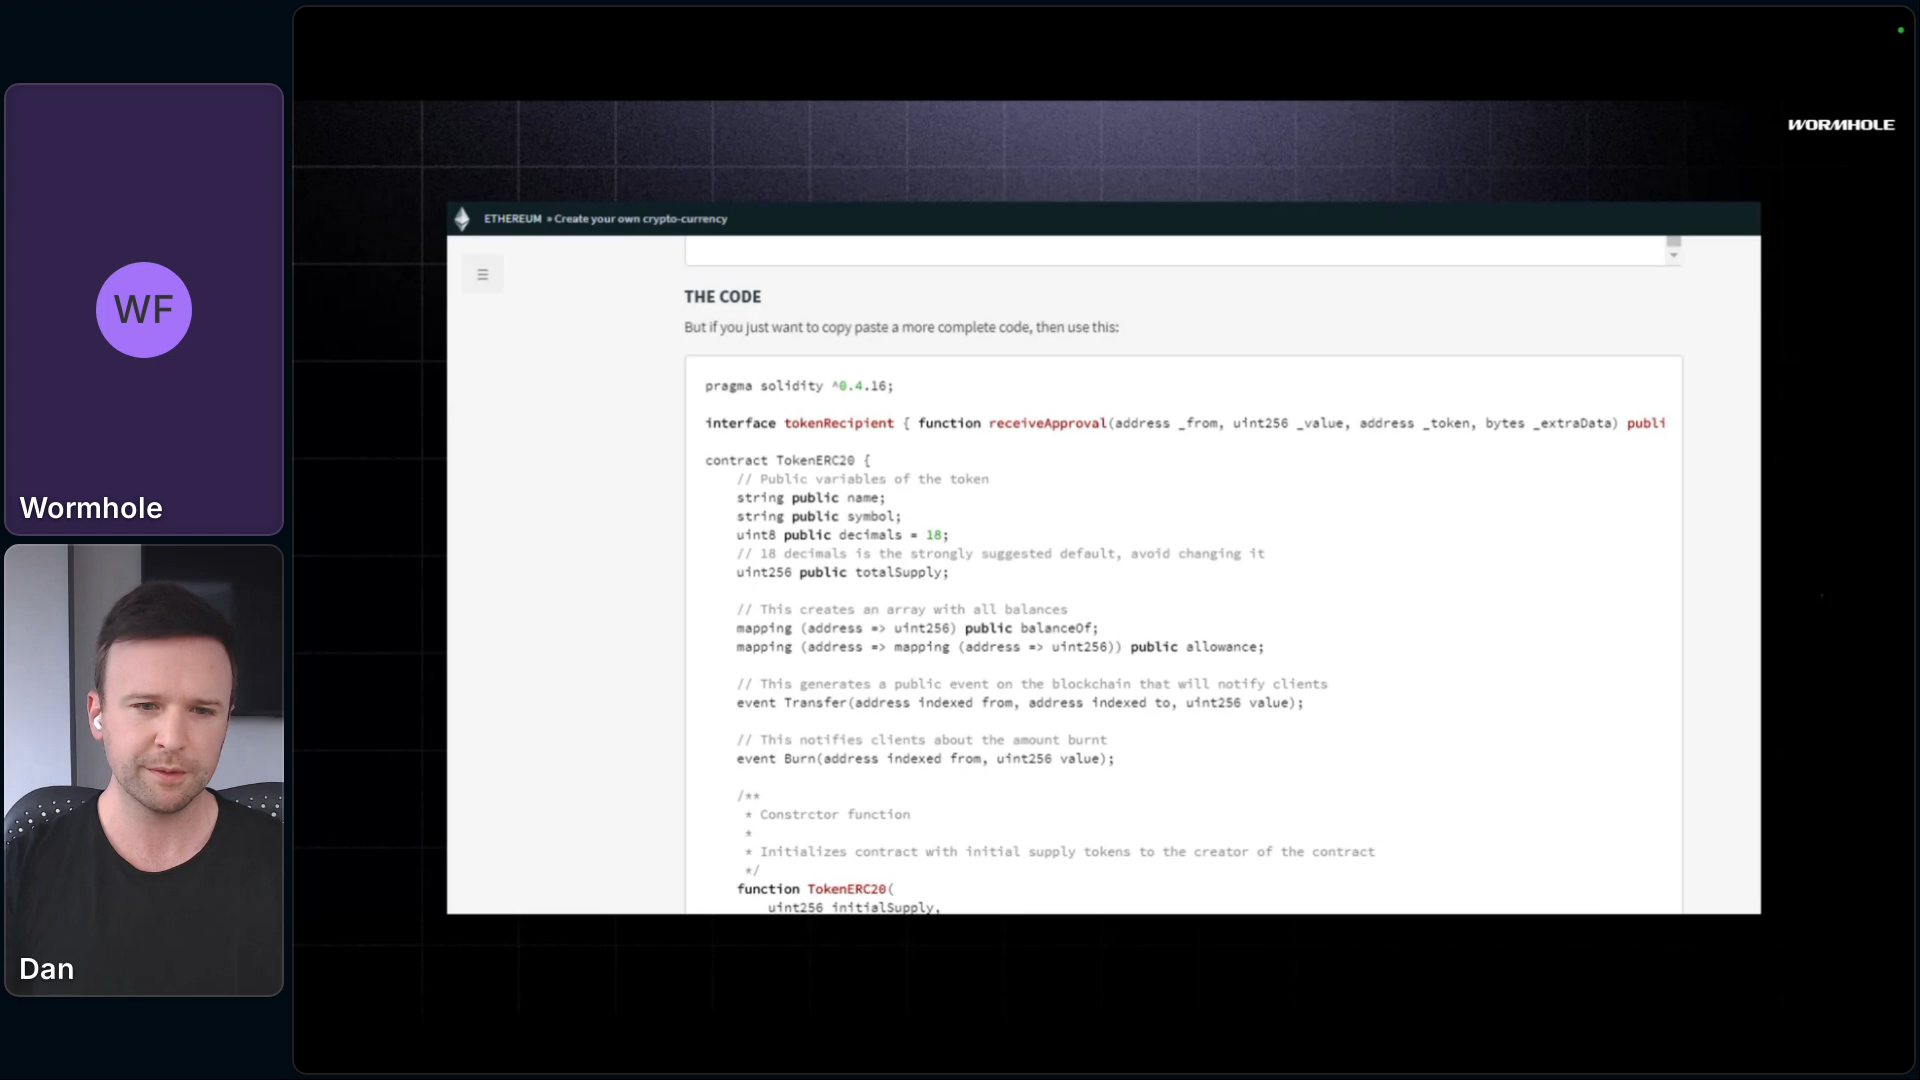 WF
Wormhole
Dan
WORMHOLE
ETHEREUM » Create your own crypto-currency
☰
THE CODE
But if you just want to copy paste a more complete code, then use this:
pragma solidity ^0.4.16;
interface tokenRecipient { function receiveApproval(address _from, uint256 _value, address _token, bytes _extraData) publi
contract TokenERC20 {
// Public variables of the token
string public name;
string public symbol;
uint8 public decimals = 18;
// 18 decimals is the strongly suggested default, avoid changing it
uint256 public totalSupply;
// This creates an array with all balances
mapping (address => uint256) public balanceOf;
mapping (address => mapping (address => uint256)) public allowance;
// This generates a public event on the blockchain that will notify clients
event Transfer(address indexed from, address indexed to, uint256 value);
// This notifies clients about the amount burnt
event Burn(address indexed from, uint256 value);
/**
* Constrctor function
*
* Initializes contract with initial supply tokens to the creator of the contract
*/
function TokenERC20(
uint256 initialSupply,